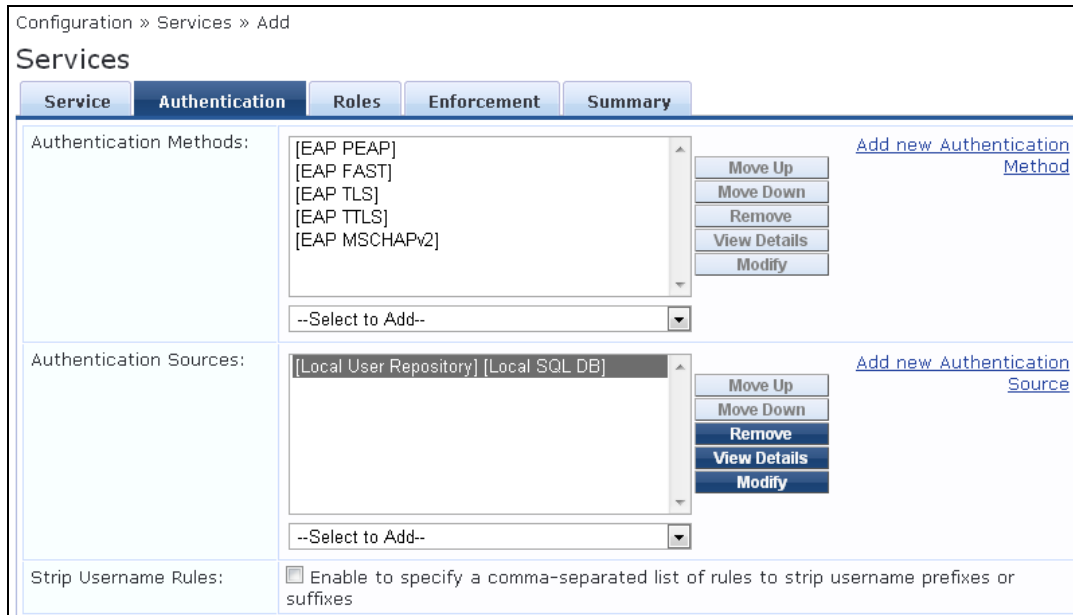 Configuration » Services » Add
Services
Service Authentication Roles Enforcement Summary
Authentication Methods:
[EAP PEAP]
[EAP FAST]
[EAP TLS]
[EAP TTLS]
[EAP MSCHAPv2]
--Select to Add--
Move Up
Move Down
Remove
View Details
Modify
Add new Authentication
Method
Authentication Sources:
[Local User Repository] [Local SQL DB]
--Select to Add--
Move Up
Move Down
Remove
View Details
Modify
Add new Authentication
Source
Strip Username Rules:
Enable to specify a comma-separated list of rules to strip username prefixes or
suffixes